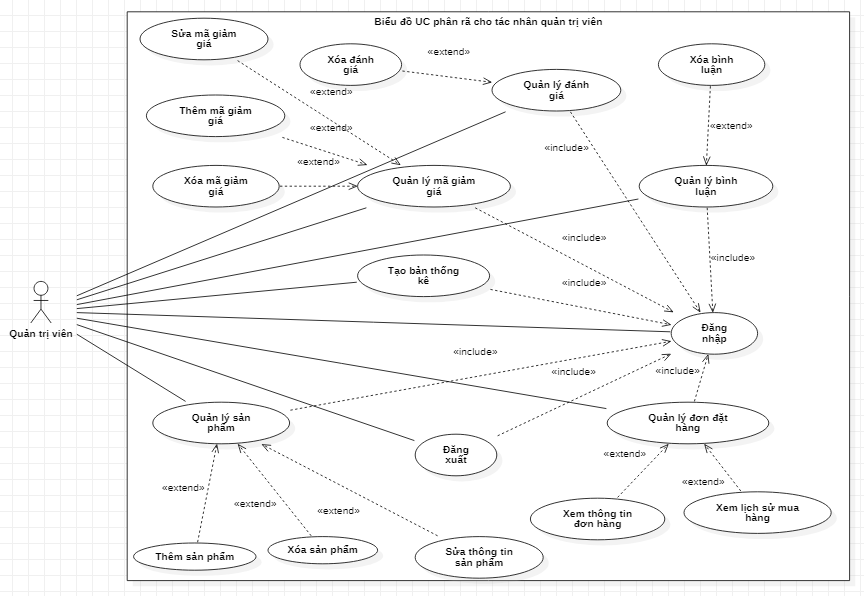 Biểu đồ UC phân rã cho tác nhân quản trị viên
Sửa mã giảm
giá
Xóa đánh
giá
«extend»
Quản lý đánh
giá
Xóa bình
luận
«extend»
Thêm mã giảm
giá
«extend»
«extend»
«extend»
«include»
Xóa mã giảm
giá
Quản lý mã giảm
giá
Quản lý bình
luận
«include»
«include»
Tạo bản thống
kê
«include»
Quản trị viên
Đăng
nhập
«include»
«include»
«include»
Quản lý sản
phẩm
Quản lý đơn đặt
hàng
Đăng
xuất
«extend»
«extend»
«extend»
«extend»
«extend»
Xem thông tin
đơn hàng
Xem lịch sử mua
hàng
Thêm sản phẩm
Xóa sản phẩm
Sửa thông tin
sản phẩm